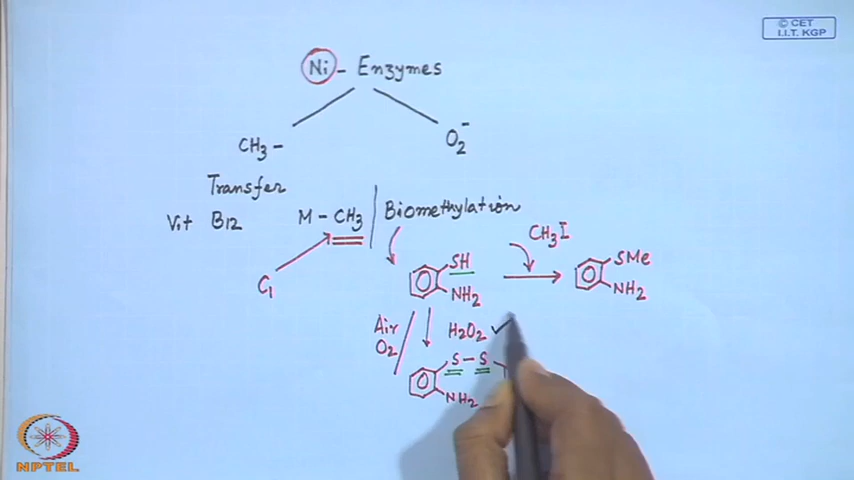 © CET
I.I.T. KGP
Ni - Enzymes
CH3 -
O2-
Transfer
Vit B12
M - CH3
Biomethylation
C1
SH
NH2
CH3I
SMe
NH2
Air
O2
H2O2 ✓
S - S
NH2
NPTEL